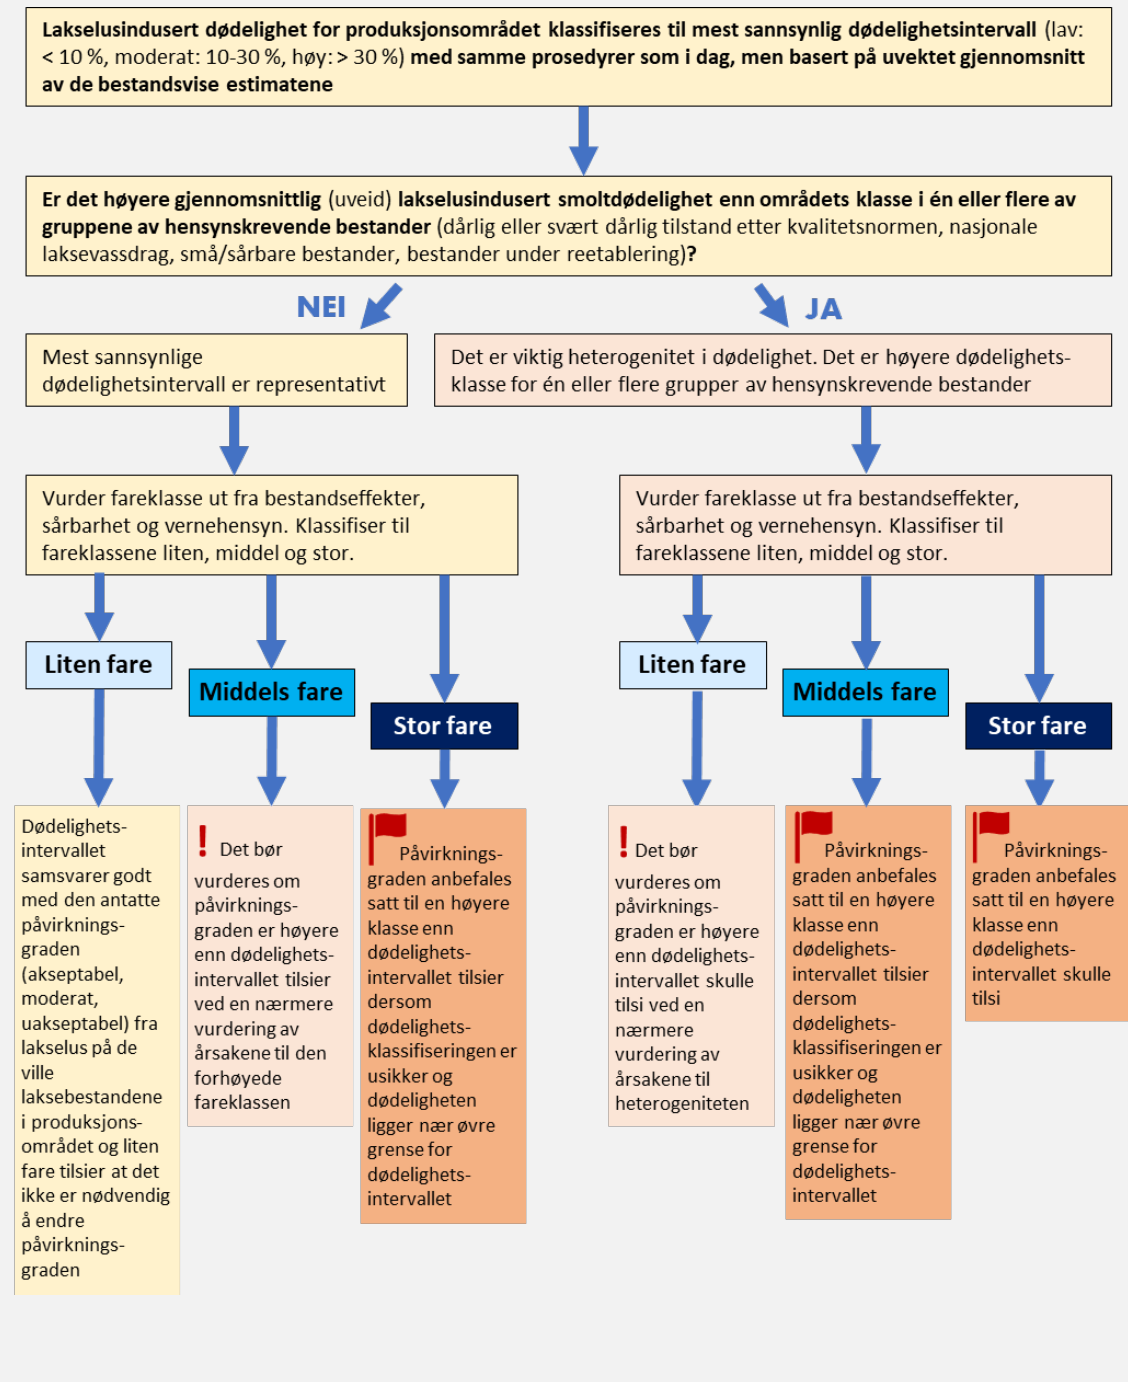 Lakselusindusert dødelighet for produksjonsområdet klassifiseres til mest sannsynlig dødelighetsintervall (lav:
< 10 %, moderat: 10-30 %, høy: > 30 %) med samme prosedyrer som i dag, men basert på uvektet gjennomsnitt
av de bestandsvise estimatene
Er det høyere gjennomsnittlig (uveid) lakselusindusert smoltdødelighet enn områdets klasse i én eller flere av
gruppene av hensynskrevende bestander (dårlig eller svært dårlig tilstand etter kvalitetsnormen, nasjonale
laksevassdrag, små/sårbare bestander, bestander under reetablering)?
NEI
JA
Mest sannsynlige
dødelighetsintervall er representativt
Det er viktig heterogenitet i dødelighet. Det er høyere dødelighets-
klasse for én eller flere grupper av hensynskrevende bestander
Vurder fareklasse ut fra bestandseffekter,
sårbarhet og vernehensyn. Klassifiser til
fareklassene liten, middel og stor.
Vurder fareklasse ut fra bestandseffekter,
sårbarhet og vernehensyn. Klassifiser til
fareklassene liten, middel og stor.
Liten fare
Middels fare
Stor fare
Liten fare
Middels fare
Stor fare
Dødelighets-
intervallet
samsvarer godt
med den antatte
påvirknings-
graden
(akseptabel,
moderat,
uakseptabel) fra
lakselus på de
ville
laksebestandene
i produksjons-
området og liten
fare tilsier at det
ikke er nødvendig
å endre
påvirknings-
graden
! Det bør
vurderes om
påvirknings-
graden er høyere
enn dødelighets-
intervallet tilsier
ved en nærmere
vurdering av
årsakene til den
forhøyede
fareklassen
Påvirknings-
graden anbefales
satt til en høyere
klasse enn
dødelighets-
intervallet tilsier
dersom
dødelighets-
klassifiseringen er
usikker og
dødeligheten
ligger nær øvre
grense for
dødelighets-
intervallet
! Det bør
vurderes om
påvirknings-
graden er høyere
enn dødelighets-
intervallet skulle
tilsi ved en
nærmere
vurdering av
årsakene til
heterogeniteten
Påvirknings-
graden anbefales
satt til en høyere
klasse enn
dødelighets-
intervallet tilsier
dersom
dødelighets-
klassifiseringen er
usikker og
dødeligheten
ligger nær øvre
grense for
dødelighets-
intervallet
Påvirknings-
graden anbefales
satt til en høyere
klasse enn
dødelighets-
intervallet skulle
tilsi